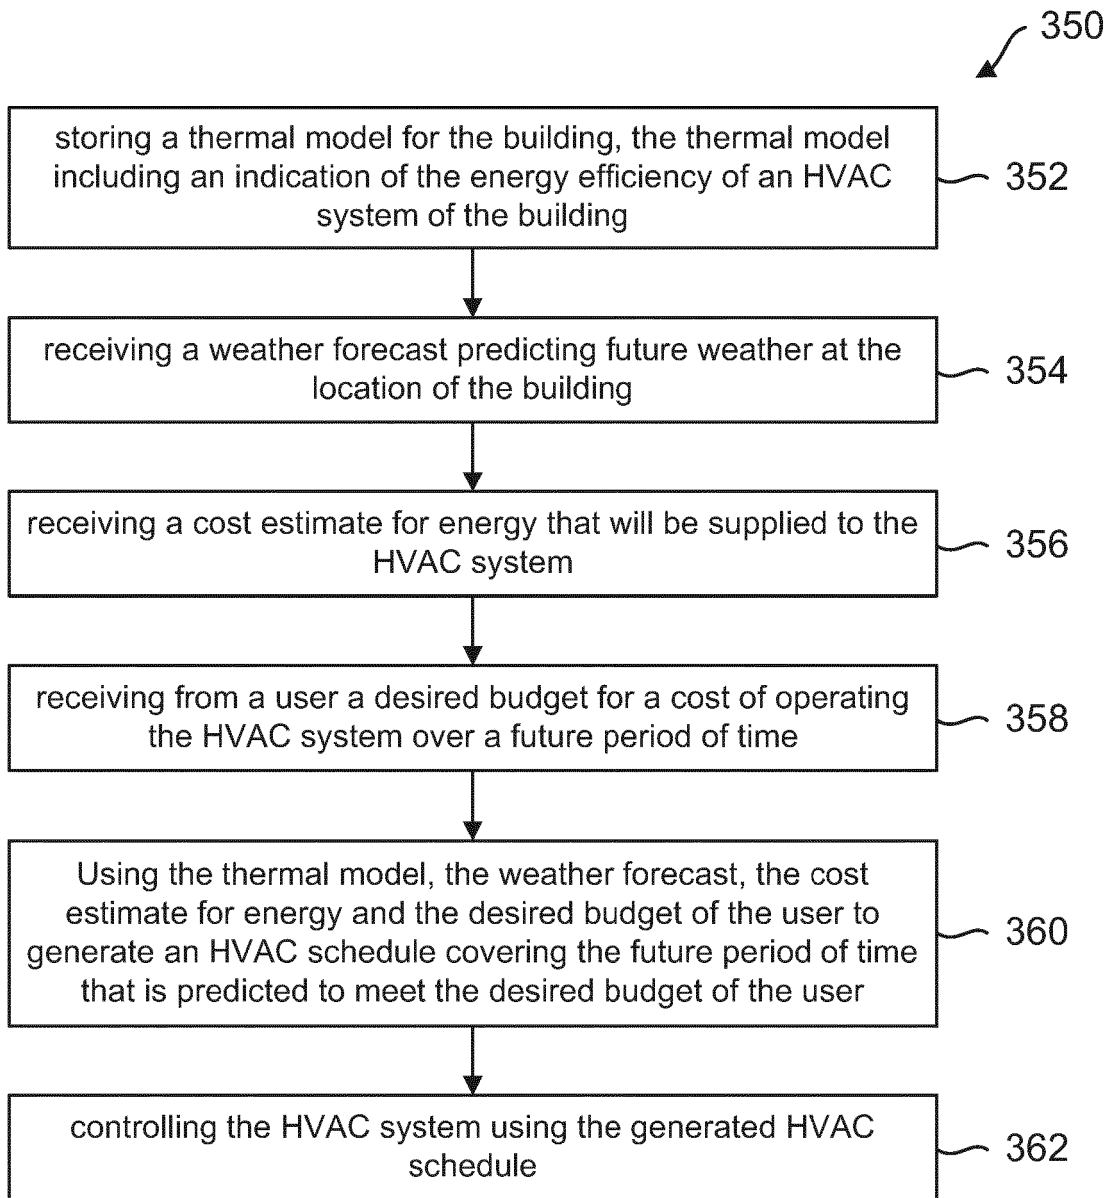 350
storing a thermal model for the building, the thermal model
including an indication of the energy efficiency of an HVAC
system of the building
352
receiving a weather forecast predicting future weather at the
location of the building
354
receiving a cost estimate for energy that will be supplied to the
HVAC system
356
receiving from a user a desired budget for a cost of operating
the HVAC system over a future period of time
358
Using the thermal model, the weather forecast, the cost
estimate for energy and the desired budget of the user to
generate an HVAC schedule covering the future period of time
that is predicted to meet the desired budget of the user
360
controlling the HVAC system using the generated HVAC
schedule
362